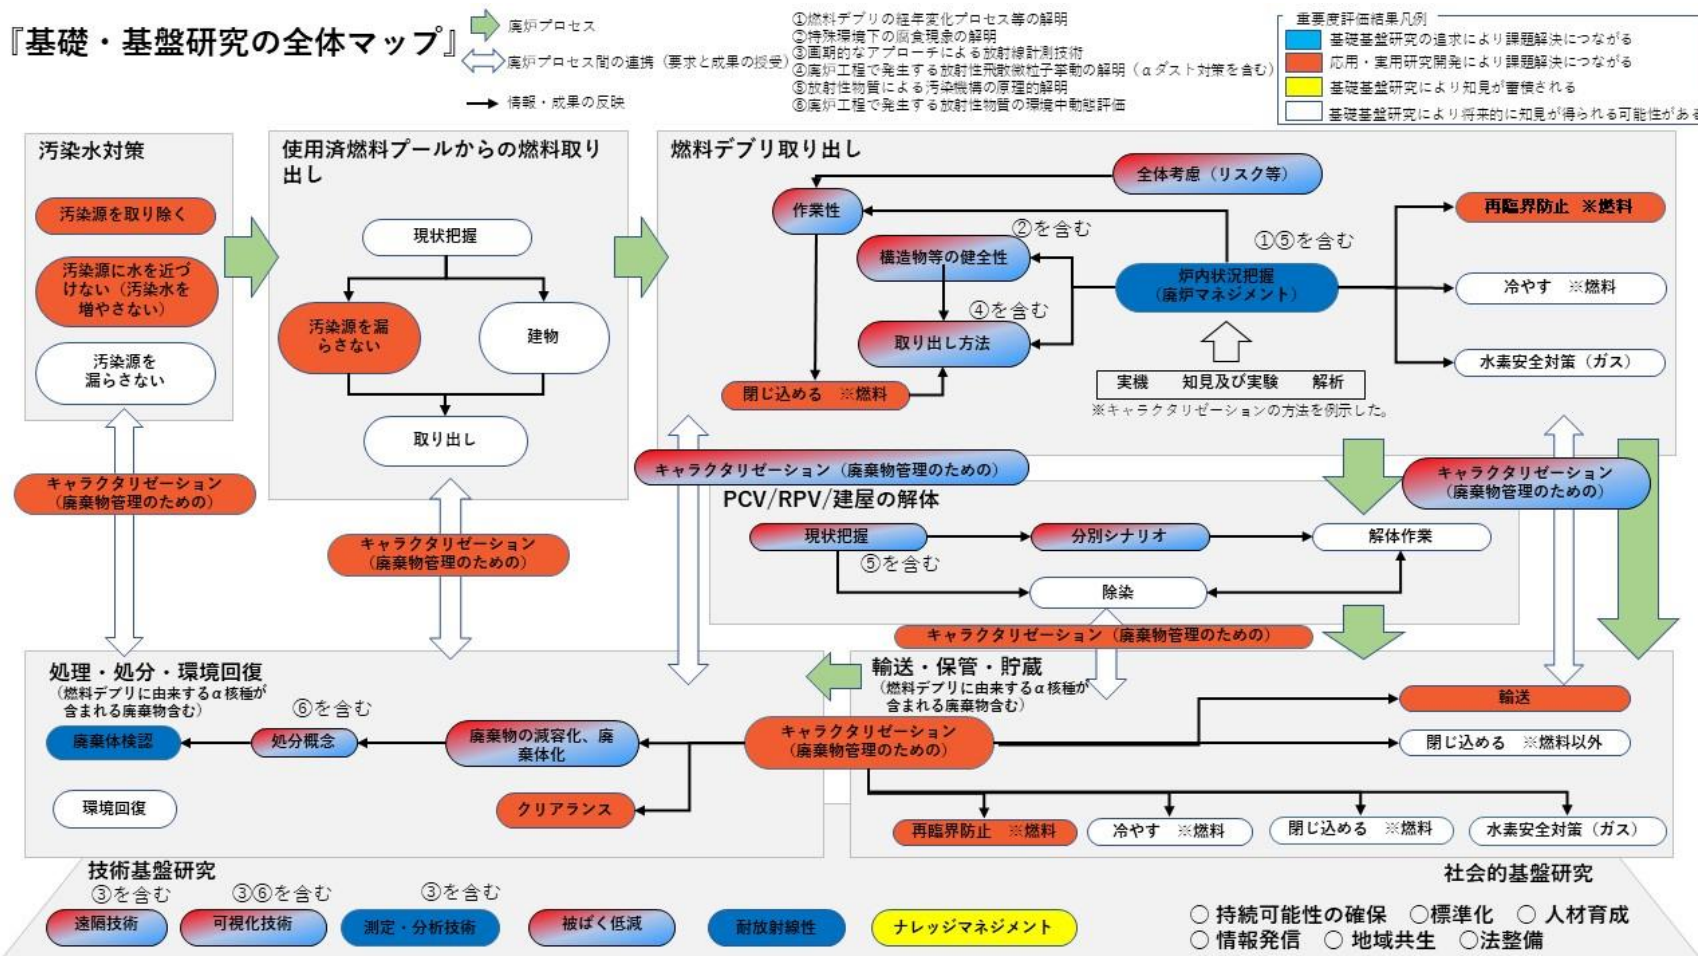 『基礎・基盤研究の全体マップ』
廃炉プロセス
廃炉プロセス間の連携（要求と成果の授受）
情報・成果の反映
①燃料デブリの経年変化プロセス等の解明
②特殊環境下の腐食現象の解明
③画期的なアプローチによる放射線計測技術
④廃炉工程で発生する放射性飛散微粒子挙動の解明（αダスト対策を含む）
⑤放射性物質による汚染機構の原理的解明
⑥廃炉工程で発生する放射性物質の環境中動態評価
重要度評価結果凡例
基礎基盤研究の追求により課題解決につながる
応用・実用研究開発により課題解決につながる
基礎基盤研究により知見が蓄積される
基礎基盤研究により将来的に知見が得られる可能性がある
汚染水対策
汚染源を取り除く
汚染源に水を近づ
けない（汚染水を
増やさない）
汚染源を
漏らさない
使用済燃料プールからの燃料取り
出し
現状把握
汚染源を漏
らさない
建物
取り出し
燃料デブリ取り出し
全体考慮（リスク等）
作業性
②を含む
①⑤を含む
構造物等の健全性
炉内状況把握
（廃炉マネジメント）
④を含む
取り出し方法
閉じ込める　※燃料
再臨界防止　※燃料
冷やす　※燃料
水素安全対策（ガス）
実機　知見及び実験　解析
※キャラクタリゼーションの方法を例示した。
キャラクタリゼーション
（廃棄物管理のための）
キャラクタリゼーション
（廃棄物管理のための）
キャラクタリゼーション（廃棄物管理のための）
キャラクタリゼーション
（廃棄物管理のための）
PCV/RPV/建屋の解体
現状把握
分別シナリオ
解体作業
⑤を含む
除染
キャラクタリゼーション（廃棄物管理のための）
処理・処分・環境回復
（燃料デブリに由来するα核種が
含まれる廃棄物含む）
⑥を含む
廃棄体検認
処分概念
廃棄物の減容化、廃
棄体化
環境回復
クリアランス
輸送・保管・貯蔵
（燃料デブリに由来するα核種が
含まれる廃棄物含む）
キャラクタリゼーション
（廃棄物管理のための）
輸送
閉じ込める　※燃料以外
再臨界防止　※燃料
冷やす　※燃料
閉じ込める　※燃料
水素安全対策（ガス）
技術基盤研究
③を含む
③⑥を含む
③を含む
遠隔技術
可視化技術
測定・分析技術
被ばく低減
耐放射線性
ナレッジマネジメント
社会的基盤研究
○ 持続可能性の確保　○標準化　○ 人材育成
○ 情報発信　○ 地域共生　○法整備